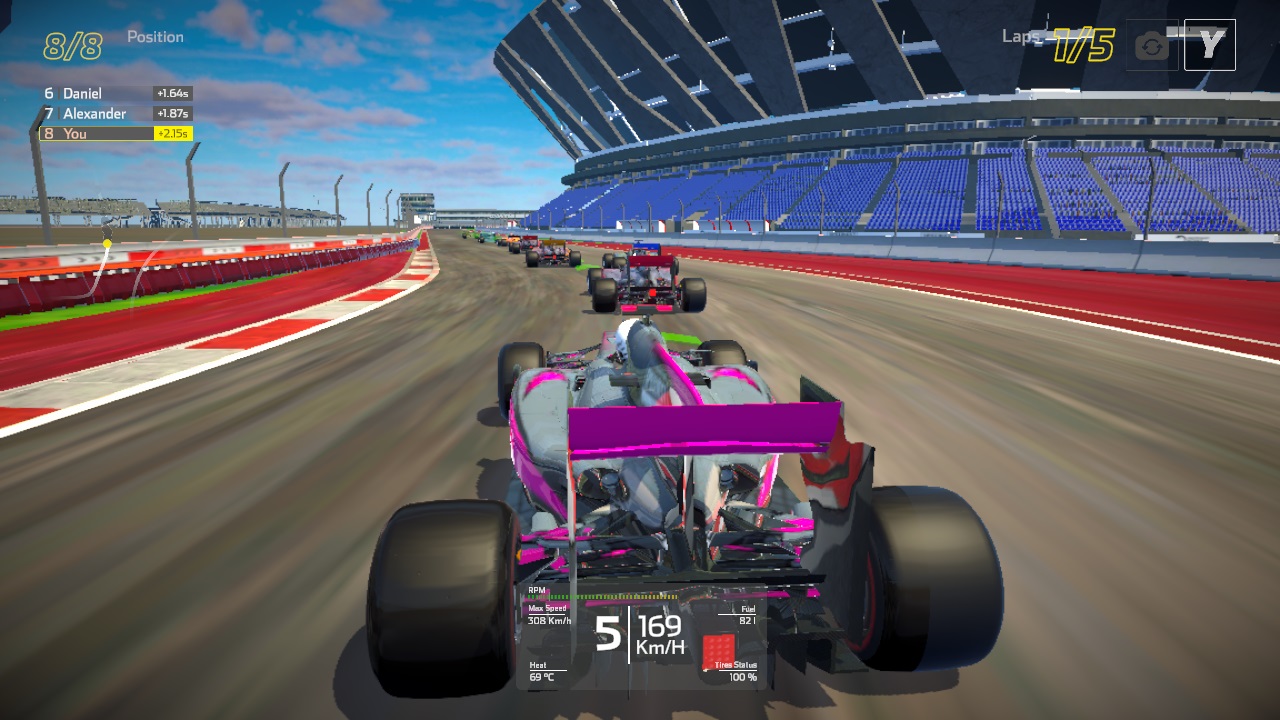 8/8 Position
Laps 1/5 Y
6 Daniel +1.64s
7 Alexander +1.87s
8 You +2.15s
RPM
Max Speed
308 Km/h
5 169
Km/H
Fuel
82 l
Heat
69 °C
Tires Status
100 %